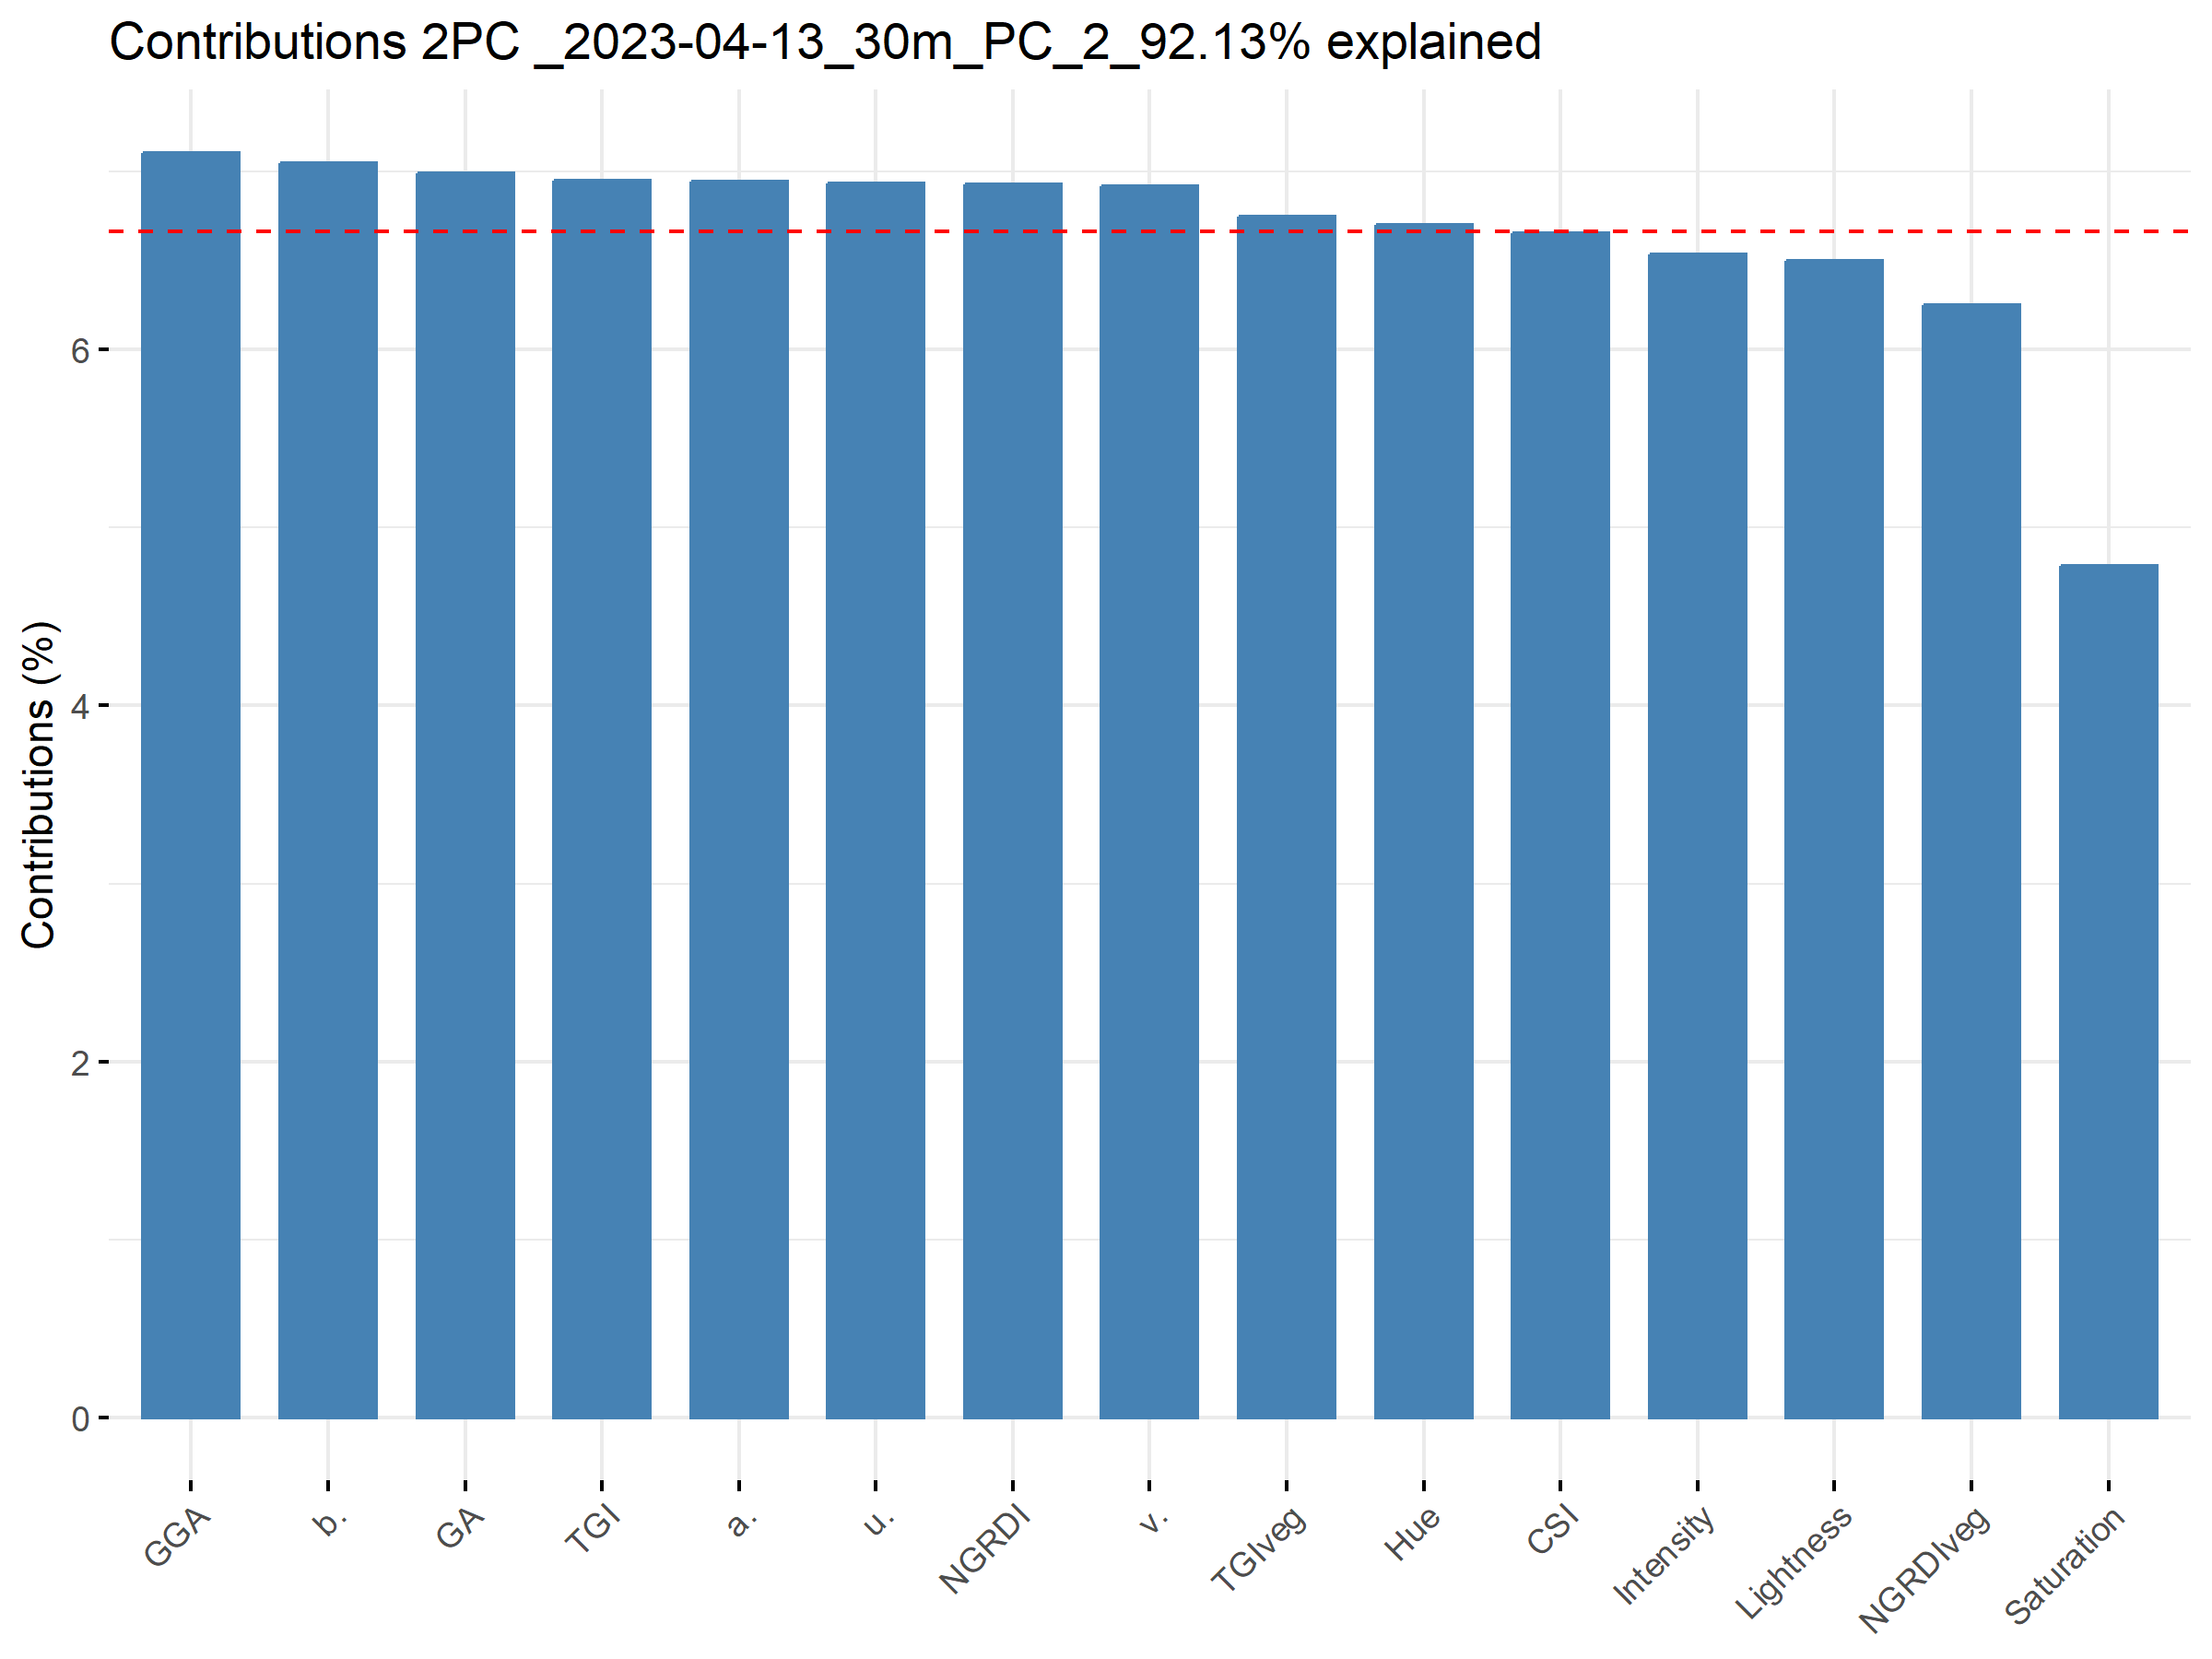 Contributions 2PC _2023-04-13_30m_PC_2_92.13% explained
Contributions (%)
6
4
2
0
GGA
b.
GA
TGI
a.
u.
NGRDI
v.
TGIveg
Hue
CSI
Intensity
Lightness
NGRDIveg
Saturation